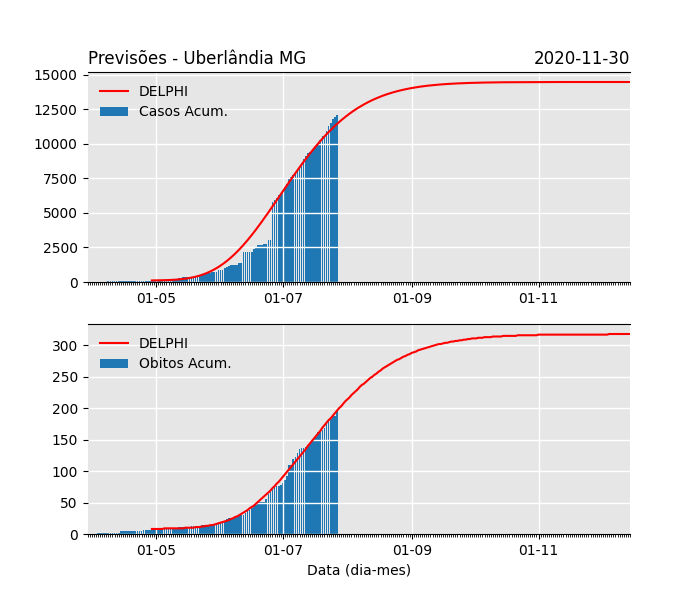 Previsões - Uberlândia MG 2020-11-30
15000
12500
10000
7500
5000
2500
0
DELPHI
Casos Acum.
01-05 01-07 01-09 01-11
300
250
200
150
100
50
0
DELPHI
Obitos Acum.
01-05 01-07 01-09 01-11
Data (dia-mes)